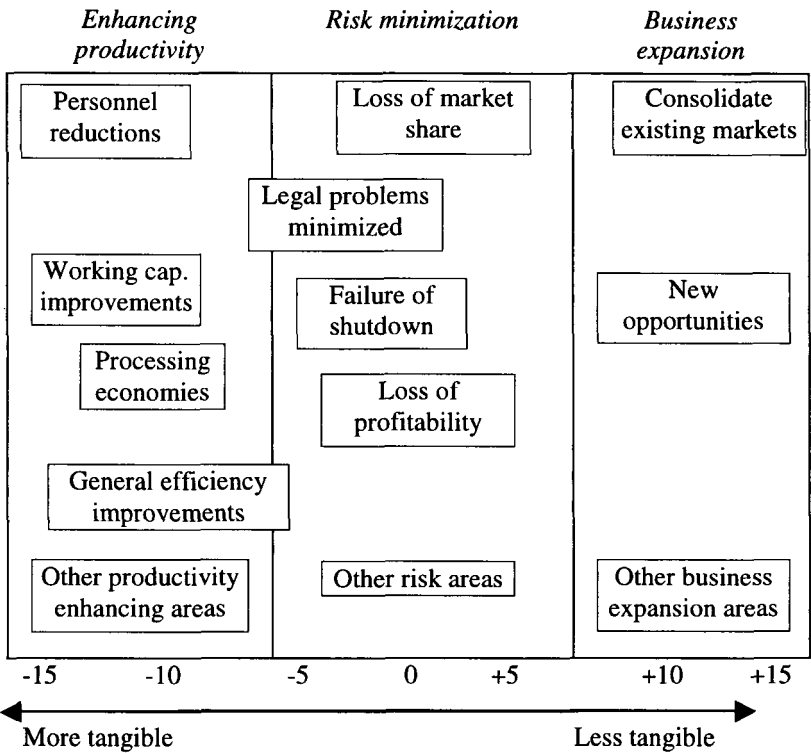 Enhancing
productivity
Risk minimization
Business
expansion
Personnel
reductions
Loss of market
share
Consolidate
existing markets
Legal problems
minimized
Working cap.
improvements
Failure of
shutdown
New
opportunities
Processing
economies
Loss of
profitability
General efficiency
improvements
Other productivity
enhancing areas
Other risk areas
Other business
expansion areas
-15 -10 -5 0 +5 +10 +15
More tangible
Less tangible